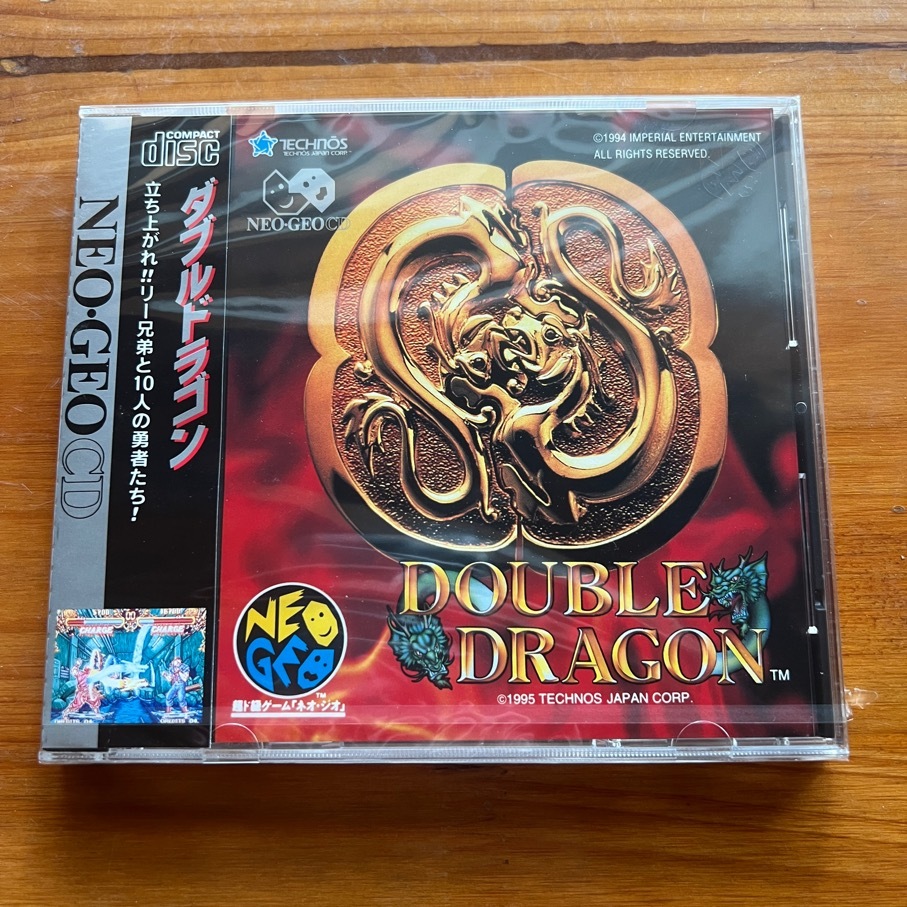 COMPACT
disc
NEO·GEO CD
立ち上がれ!!リー兄弟と10人の勇者たち!
ダブルドラゴン
CHARGE
CHARGE
TECHNŌS
TECHNOS JAPAN CORP.
NEO·GEO CD
©1994 IMPERIAL ENTERTAINMENT
ALL RIGHTS RESERVED.
NEO
GEO
TM
超ド級ゲーム「ネオ・ジオ」
DOUBLE
DRAGON™
©1995 TECHNOS JAPAN CORP.